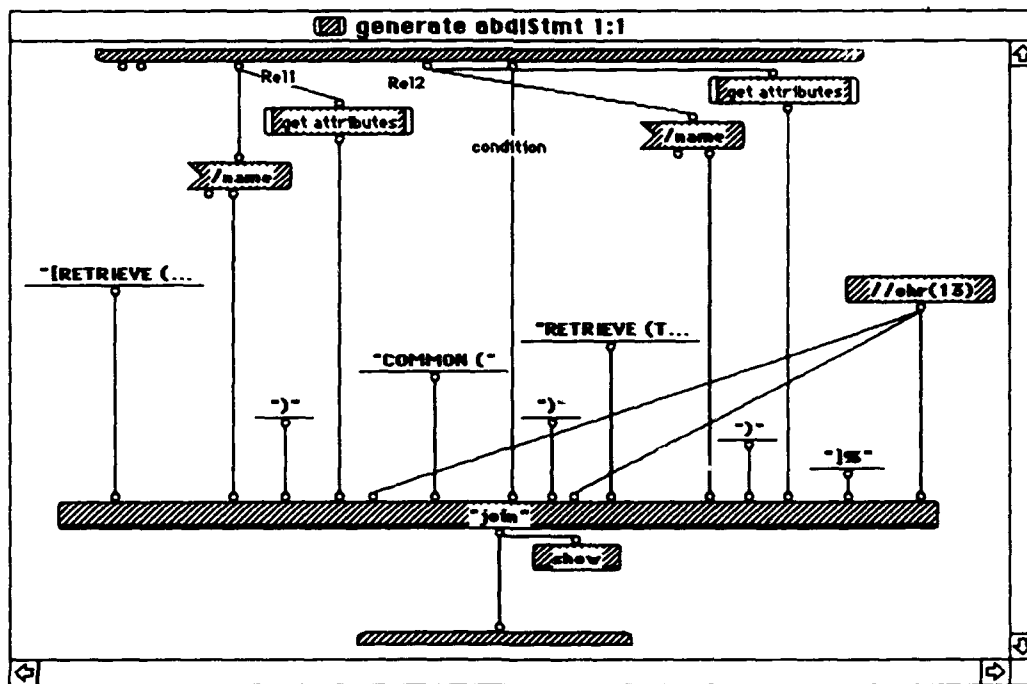 generate abdlStmt 1:1
Rel1
Rel2
get attributes
get attributes
/name
condition
/name
"[RETRIEVE (...
//chr(13)
"RETRIEVE (T...
"COMMON ("
")"
")"
")"
"]%"
"join"
show